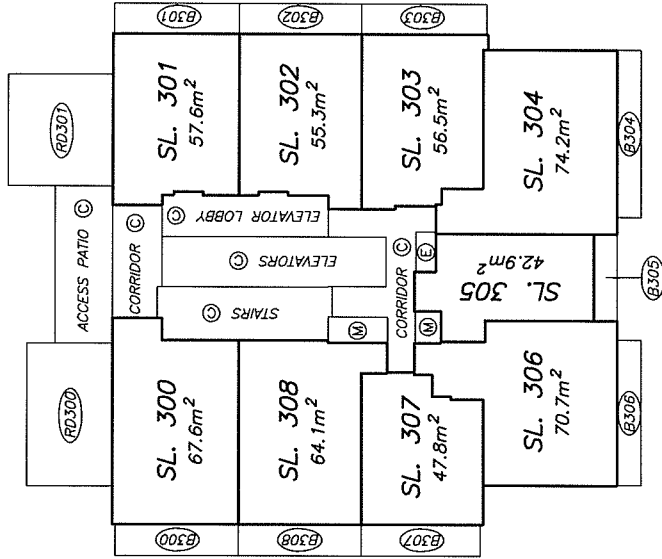 B301
B302
B303
SL. 301
57.6m²
SL. 302
55.3m²
SL. 303
56.5m²
SL. 304
74.2m²
B304
RD301
ACCESS PATIO C
CORRIDOR C
ELEVATOR LOBBY C
ELEVATORS C
STAIRS C
CORRIDOR C
E
M
M
SL. 305
42.9m²
B305
RD300
SL. 300
67.6m²
SL. 308
64.1m²
SL. 307
47.8m²
SL. 306
70.7m²
B306
B300
B308
B307